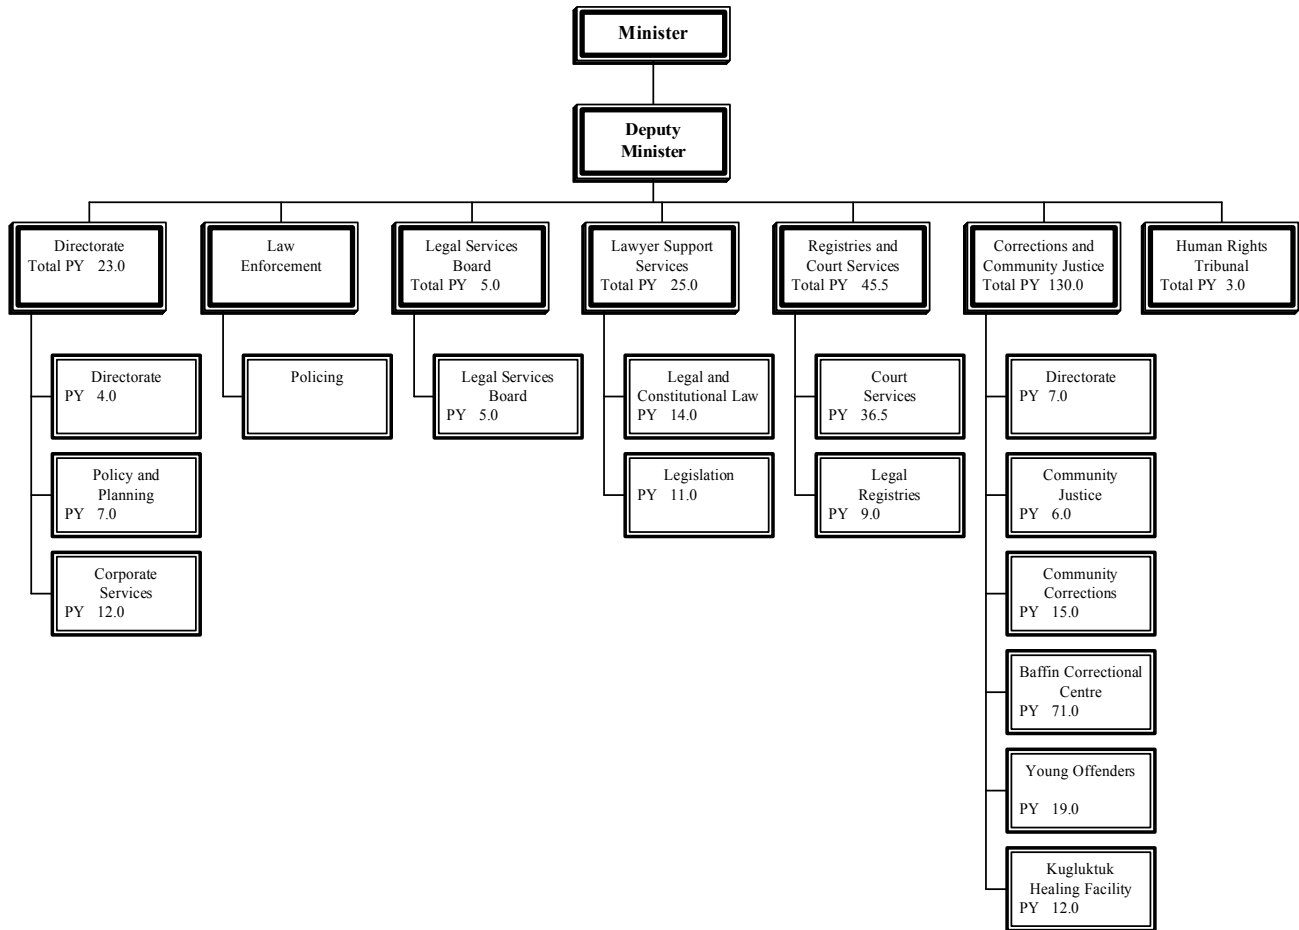 Minister
Deputy
Minister
Directorate
Total PY 23.0
Law
Enforcement
Legal Services
Board
Total PY 5.0
Lawyer Support
Services
Total PY 25.0
Registries and
Court Services
Total PY 45.5
Corrections and
Community Justice
Total PY 130.0
Human Rights
Tribunal
Total PY 3.0
Directorate
PY 4.0
Policy and
Planning
PY 7.0
Corporate
Services
PY 12.0
Policing
Legal Services
Board
PY 5.0
Legal and
Constitutional Law
PY 14.0
Legislation
PY 11.0
Court
Services
PY 36.5
Legal
Registries
PY 9.0
Directorate
PY 7.0
Community
Justice
PY 6.0
Community
Corrections
PY 15.0
Baffin Correctional
Centre
PY 71.0
Young Offenders
PY 19.0
Kugluktuk
Healing Facility
PY 12.0